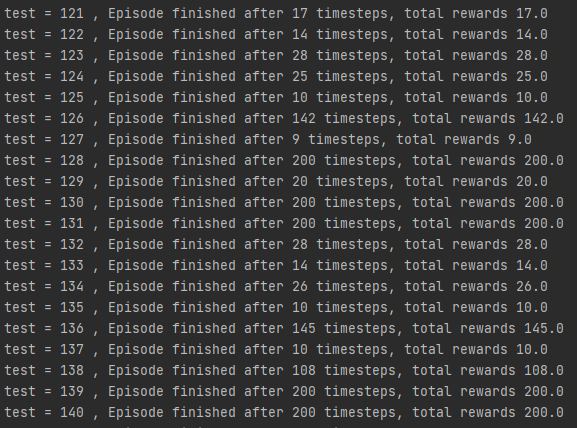 test = 121 , Episode finished after 17 timesteps, total rewards 17.0
test = 122 , Episode finished after 14 timesteps, total rewards 14.0
test = 123 , Episode finished after 28 timesteps, total rewards 28.0
test = 124 , Episode finished after 25 timesteps, total rewards 25.0
test = 125 , Episode finished after 10 timesteps, total rewards 10.0
test = 126 , Episode finished after 142 timesteps, total rewards 142.0
test = 127 , Episode finished after 9 timesteps, total rewards 9.0
test = 128 , Episode finished after 200 timesteps, total rewards 200.0
test = 129 , Episode finished after 20 timesteps, total rewards 20.0
test = 130 , Episode finished after 200 timesteps, total rewards 200.0
test = 131 , Episode finished after 200 timesteps, total rewards 200.0
test = 132 , Episode finished after 28 timesteps, total rewards 28.0
test = 133 , Episode finished after 14 timesteps, total rewards 14.0
test = 134 , Episode finished after 26 timesteps, total rewards 26.0
test = 135 , Episode finished after 10 timesteps, total rewards 10.0
test = 136 , Episode finished after 145 timesteps, total rewards 145.0
test = 137 , Episode finished after 10 timesteps, total rewards 10.0
test = 138 , Episode finished after 108 timesteps, total rewards 108.0
test = 139 , Episode finished after 200 timesteps, total rewards 200.0
test = 140 , Episode finished after 200 timesteps, total rewards 200.0